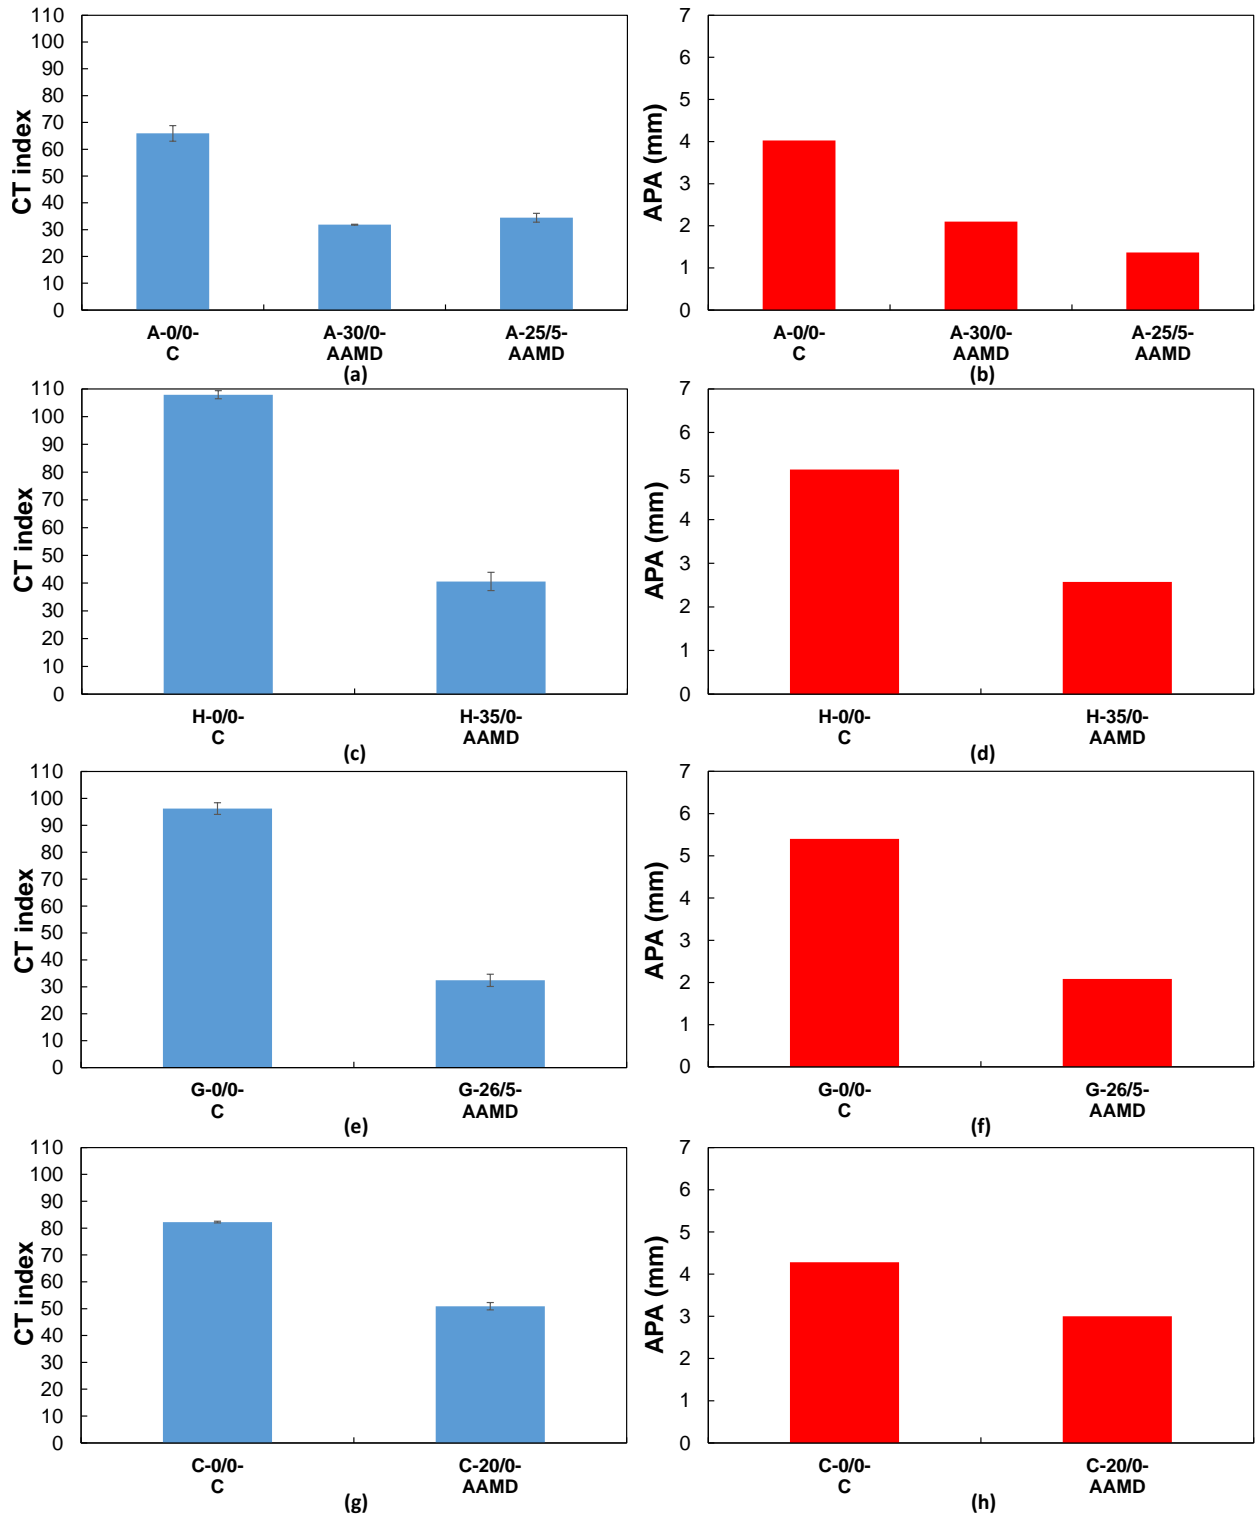 110
100
90
80
70
60
50
40
30
20
10
0
CT index
A-0/0-
C
A-30/0-
AAMD
A-25/5-
AAMD
(a)
7
6
5
4
3
2
1
0
APA (mm)
A-0/0-
C
A-30/0-
AAMD
A-25/5-
AAMD
(b)
110
100
90
80
70
60
50
40
30
20
10
0
CT index
H-0/0-
C
H-35/0-
AAMD
(c)
7
6
5
4
3
2
1
0
APA (mm)
H-0/0-
C
H-35/0-
AAMD
(d)
110
100
90
80
70
60
50
40
30
20
10
0
CT index
G-0/0-
C
G-26/5-
AAMD
(e)
7
6
5
4
3
2
1
0
APA (mm)
G-0/0-
C
G-26/5-
AAMD
(f)
110
100
90
80
70
60
50
40
30
20
10
0
CT index
C-0/0-
C
C-20/0-
AAMD
(g)
7
6
5
4
3
2
1
0
APA (mm)
C-0/0-
C
C-20/0-
AAMD
(h)